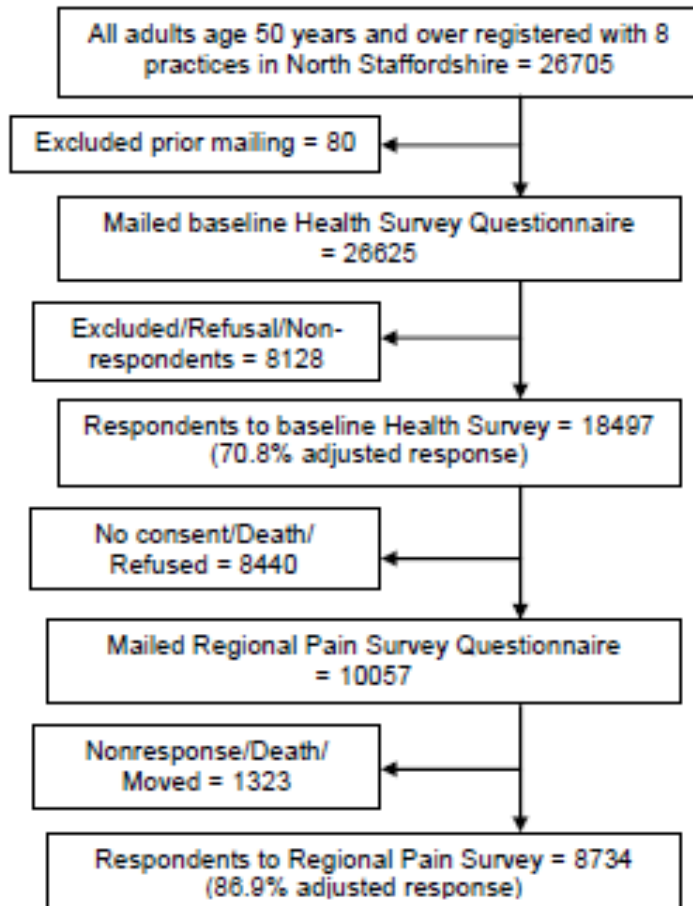 All adults age 50 years and over registered with 8
practices in North Staffordshire = 26705
Excluded prior mailing = 80
Mailed baseline Health Survey Questionnaire
= 26625
Excluded/Refusal/Non-
respondents = 8128
Respondents to baseline Health Survey = 18497
(70.8% adjusted response)
No consent/Death/
Refused = 8440
Mailed Regional Pain Survey Questionnaire
= 10057
Nonresponse/Death/
Moved = 1323
Respondents to Regional Pain Survey = 8734
(86.9% adjusted response)